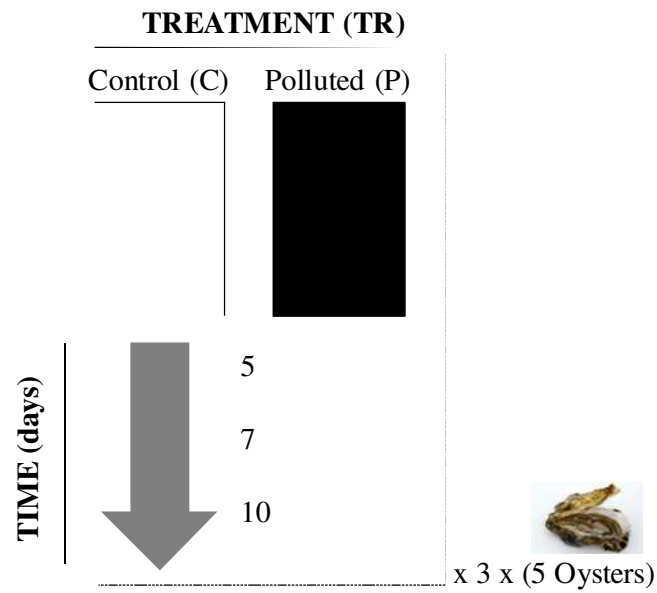 TREATMENT (TR)
Control (C) Polluted (P)
TIME (days)
5
7
10
x 3 x (5 Oysters)